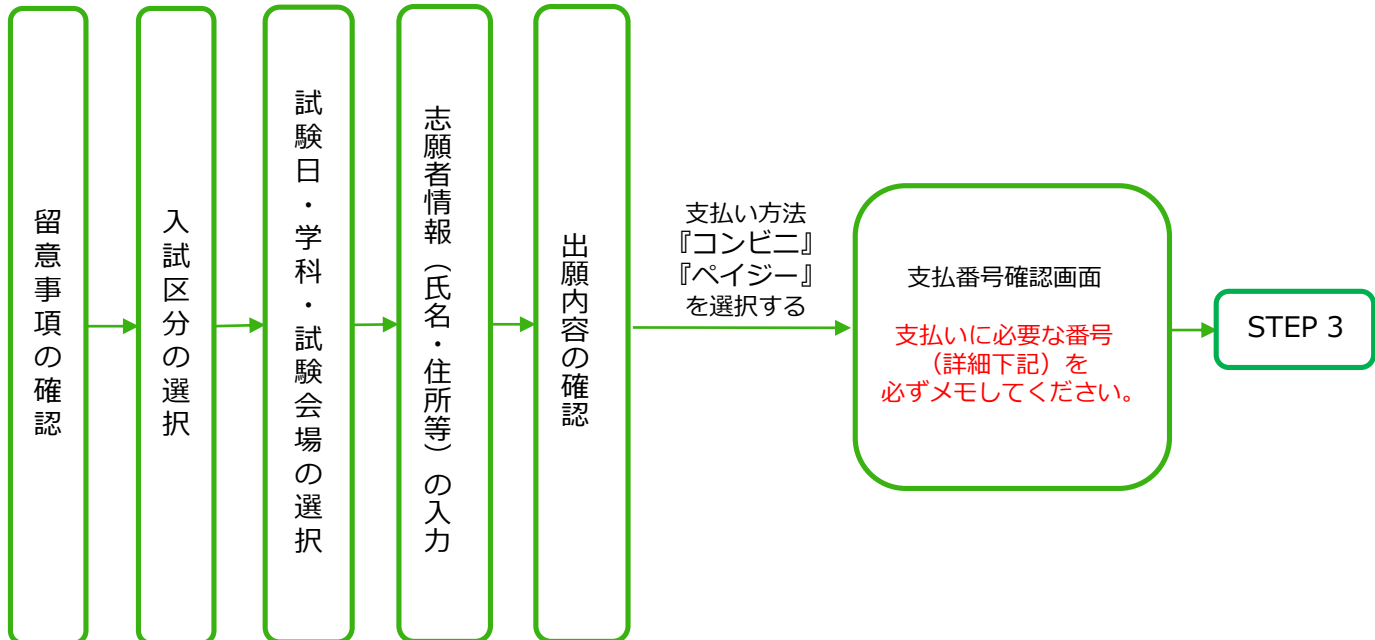 留意事項の確認
入試区分の選択
試験日・学科・試験会場の選択
志願者情報（氏名・住所等）の入力
出願内容の確認
支払い方法
『コンビニ』
『ペイジー』
を選択する
支払番号確認画面
支払いに必要な番号
（詳細下記）を
必ずメモしてください。
STEP 3